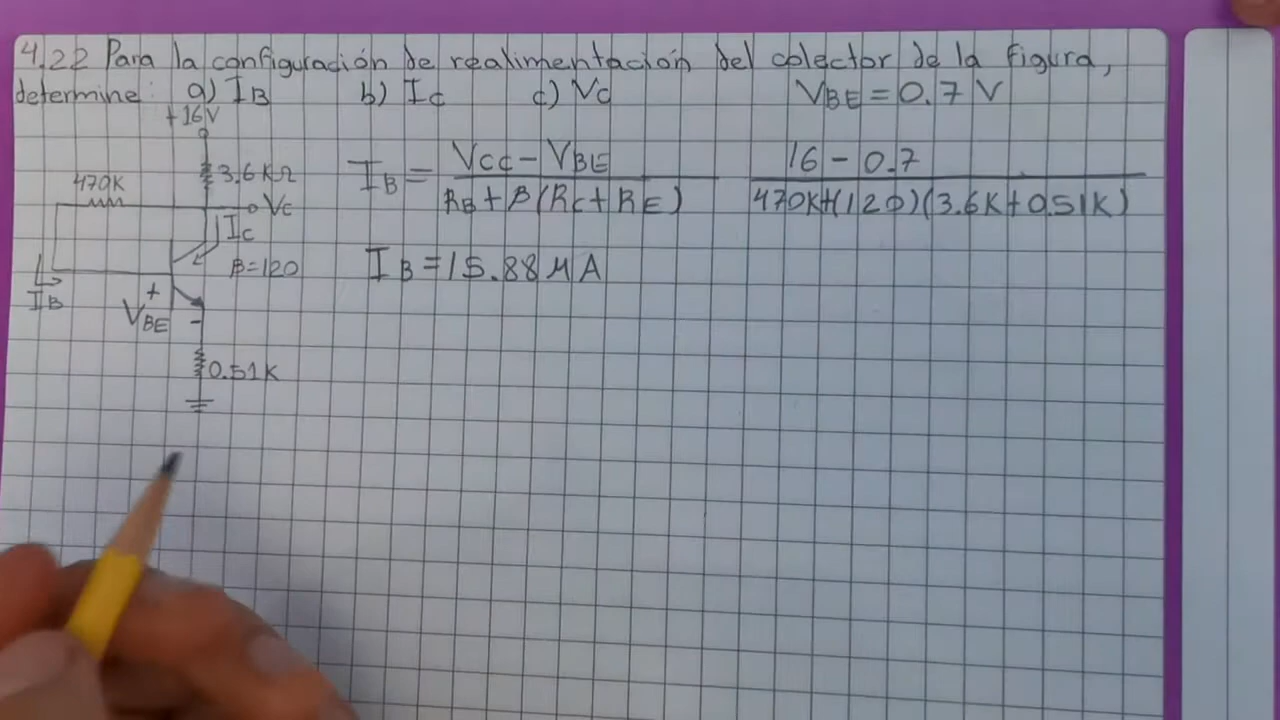 4.22 Para la configuración de realimentación del colector de la figura,
determine: a) IB b) Ic c) Vc VBE = 0.7 V
+16V
3.6KΩ
470K
Vc
Ic
β=120
IB
+
VBE
-
0.51K
IB = VCC - VBE / RB + β(RC + RE) 16 - 0.7 / 470K+(120)(3.6K+0.51K)
IB = 15.88 μA